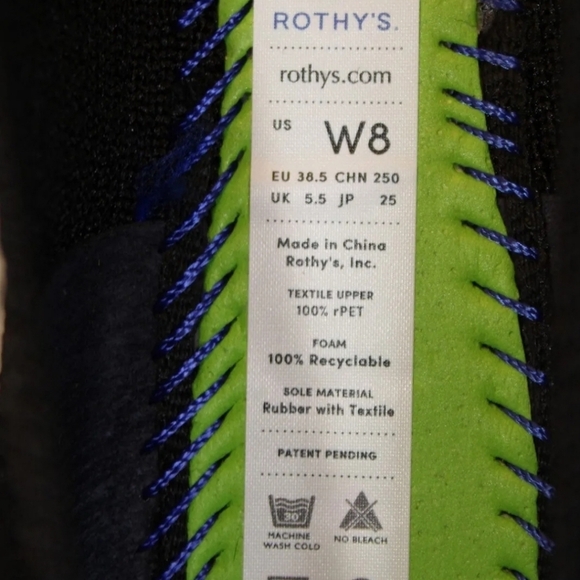 ROTHY'S.
rothys.com
US W8
EU 38.5 CHN 250
UK 5.5 JP 25
Made in China
Rothy's, Inc.
TEXTILE UPPER
100% rPET
FOAM
100% Recyclable
SOLE MATERIAL
Rubber with Textile
PATENT PENDING
30°
MACHINE WASH COLD
NO BLEACH